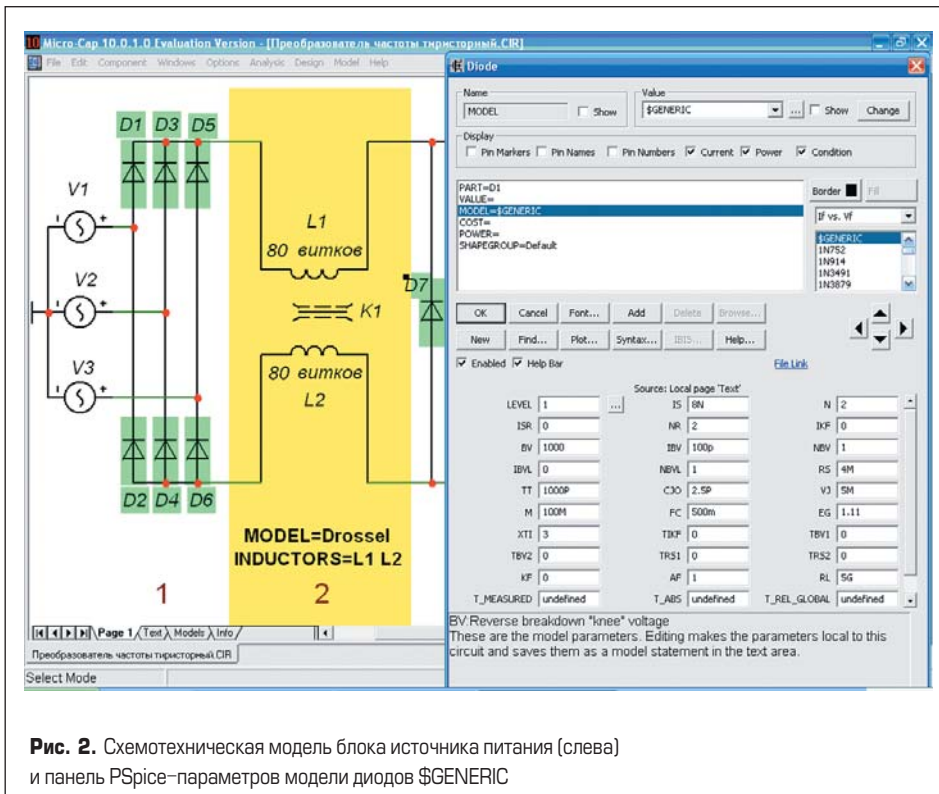 10 Micro-Cap 10.0.1.0 Evaluation Version - [Преобразователь частоты тиристорный.CIR]
File Edit Component Windows Options Analysis Design Model Help
D1 D3 D5
V1
- +
V2
- +
V3
- +
D2 D4 D6
L1
80 витков
K1
80 витков
L2
D7
MODEL=Drossel
INDUCTORS=L1 L2
1
2
Page 1 Text Models Info
Преобразователь частоты тиристорный.CIR
Select Mode
Diode
Name
MODEL
Show
Value
$GENERIC
...
Show
Change
Display
Pin Markers Pin Names Pin Numbers Current Power Condition
PART=D1
VALUE=
MODEL=$GENERIC
COST=
POWER=
SHAPEGROUP=Default
Border Fill
If vs. Vf
$GENERIC
1N752
1N914
1N3491
1N3879
OK Cancel Font... Add Delete Browse...
New Find... Plot... Syntax... IBIS... Help...
Enabled Help Bar
File Link
Source: Local page 'Text'
LEVEL 1 ... IS 8N N 2
ISR 0 NR 2 IKF 0
BV 1000 IBV 100p NBV 1
IBVL 0 NBVL 1 RS 4M
TT 1000P CJO 2.5P VJ 5M
M 100M FC 500m EG 1.11
XTI 3 TIKF 0 TBV1 0
TBV2 0 TRS1 0 TRS2 0
KF 0 AF 1 RL 5G
T_MEASURED undefined T_ABS undefined T_REL_GLOBAL undefined
BV:Reverse breakdown "knee" voltage
These are the model parameters. Editing makes the parameters local to this
circuit and saves them as a model statement in the text area.
Рис. 2. Схемотехническая модель блока источника питания (слева)
и панель PSpice-параметров модели диодов $GENERIC